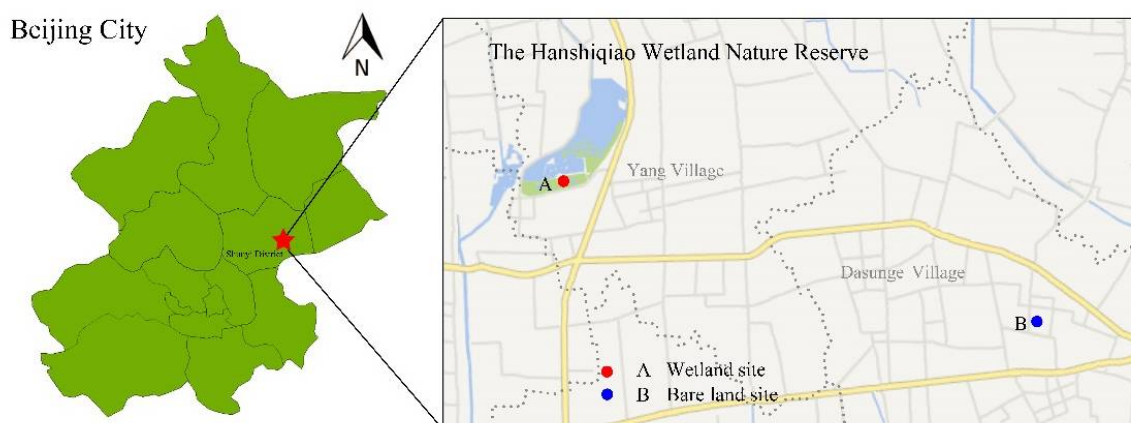 Beijing City
N
Shunyi District
The Hanshiqiao Wetland Nature Reserve
Yang Village
A
Dasunge Village
B
A Wetland site
B Bare land site